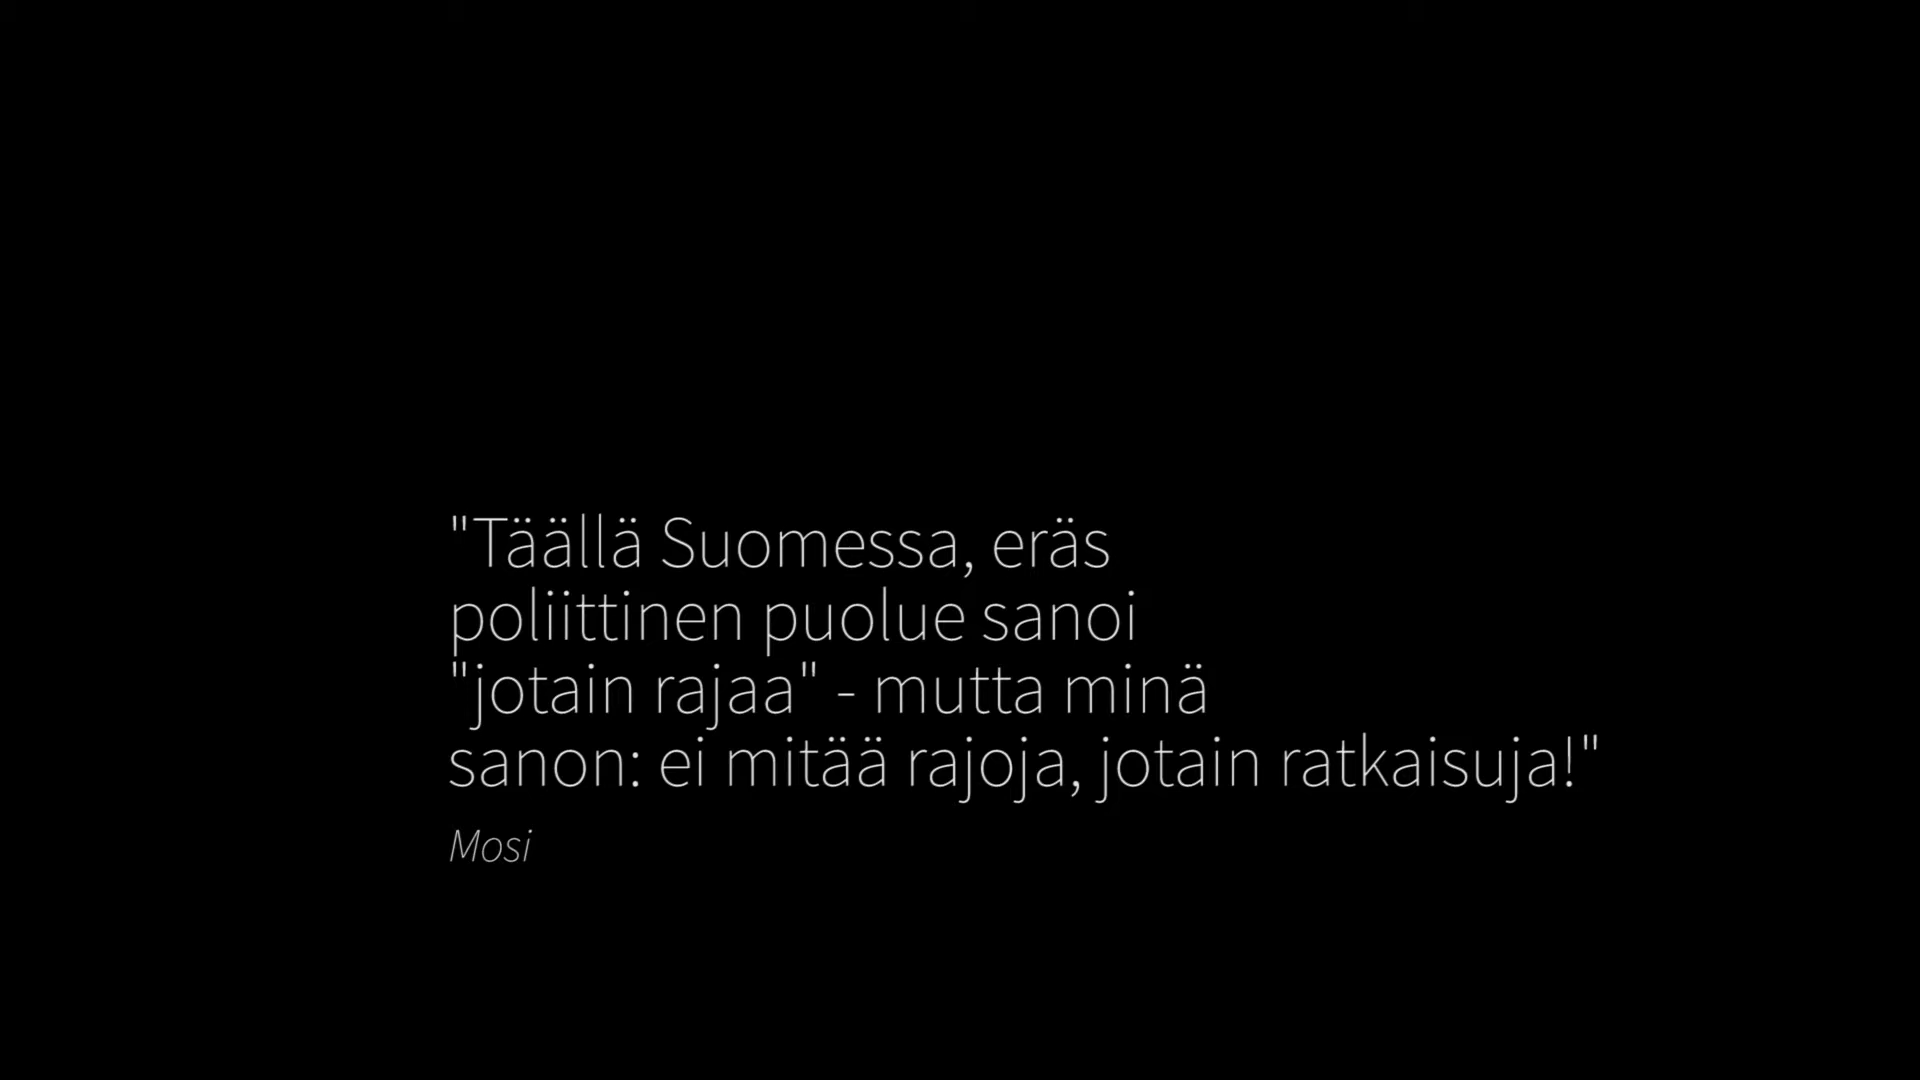 "Täällä Suomessa, eräs
poliittinen puolue sanoi
"jotain rajaa" - mutta minä
sanon: ei mitää rajoja, jotain ratkaisuja!"
Mosi